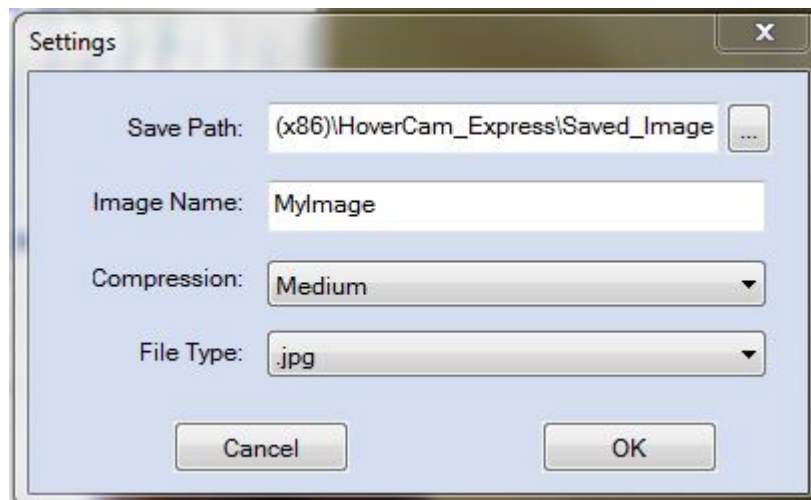 Settings
x
Save Path: (x86)\HoverCam_Express\Saved_Image ...
Image Name: MyImage
Compression: Medium
File Type: .jpg
Cancel OK